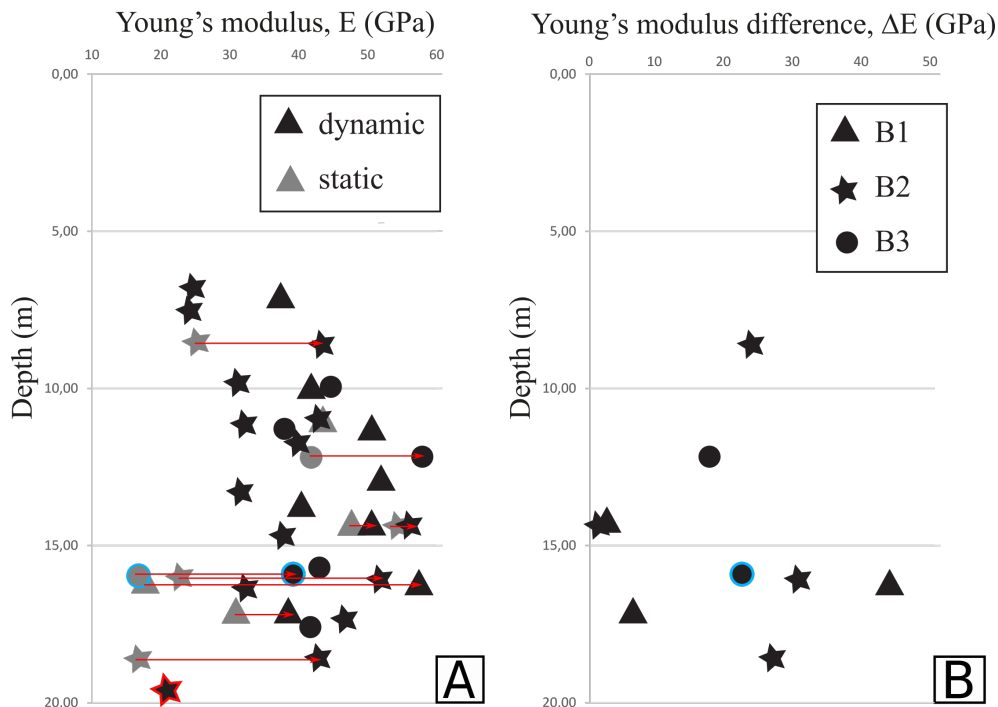 Young’s modulus, E (GPa)
10 20 30 40 50 60
0,00
5,00
10,00
15,00
20.00
Depth (m)
dynamic
static
A
Young’s modulus difference, ΔE (GPa)
0 10 20 30 40 50
0,00
5,00
10,00
15,00
20.00
Depth (m)
B1
B2
B3
B